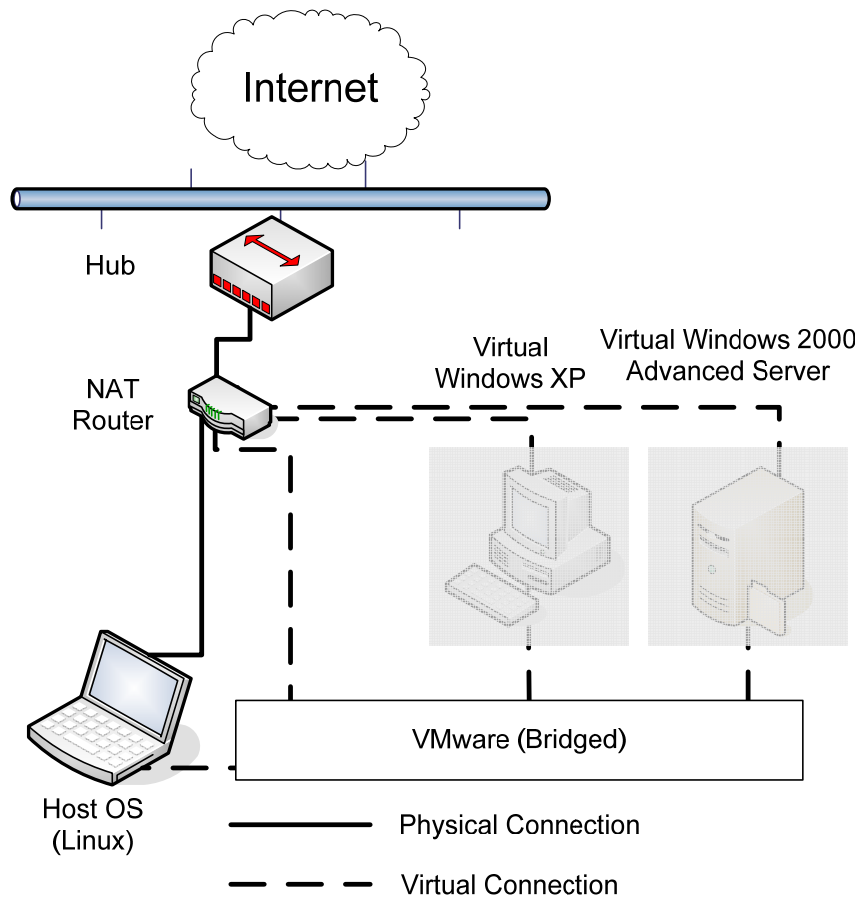 Internet
Hub
NAT
Router
Virtual
Windows XP
Virtual Windows 2000
Advanced Server
VMware (Bridged)
Host OS
(Linux)
Physical Connection
Virtual Connection